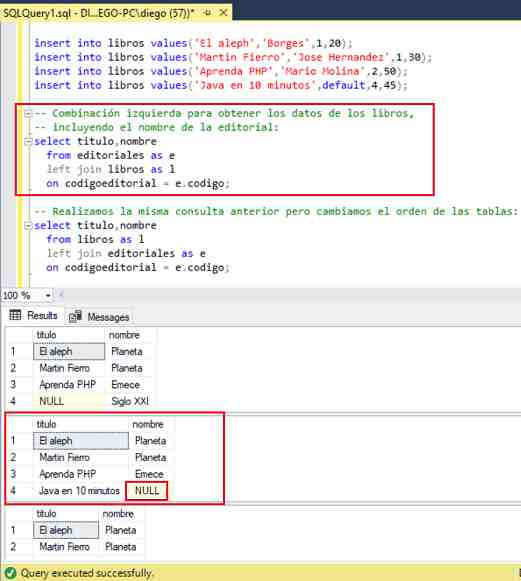 SQLQuery1.sql - DI...EGO-PC\diego (57))*
insert into libros values('El aleph','Borges',1,20);
insert into libros values('Martin Fierro','Jose Hernandez',1,30);
insert into libros values('Aprenda PHP','Mario Molina',2,50);
insert into libros values('Java en 10 minutos',default,4,45);
-- Combinación izquierda para obtener los datos de los libros,
-- incluyendo el nombre de la editorial:
select titulo,nombre
from editoriales as e
left join libros as l
on codigoeditorial = e.codigo;
-- Realizamos la misma consulta anterior pero cambiamos el orden de las tablas:
select titulo,nombre
from libros as l
left join editoriales as e
on codigoeditorial = e.codigo;
100 %
Results Messages
titulo nombre
1 El aleph Planeta
2 Martin Fierro Planeta
3 Aprenda PHP Emece
4 NULL Siglo XXI
titulo nombre
1 El aleph Planeta
2 Martin Fierro Planeta
3 Aprenda PHP Emece
4 Java en 10 minutos NULL
titulo nombre
1 El aleph Planeta
2 Martin Fierro Planeta
Query executed successfully.